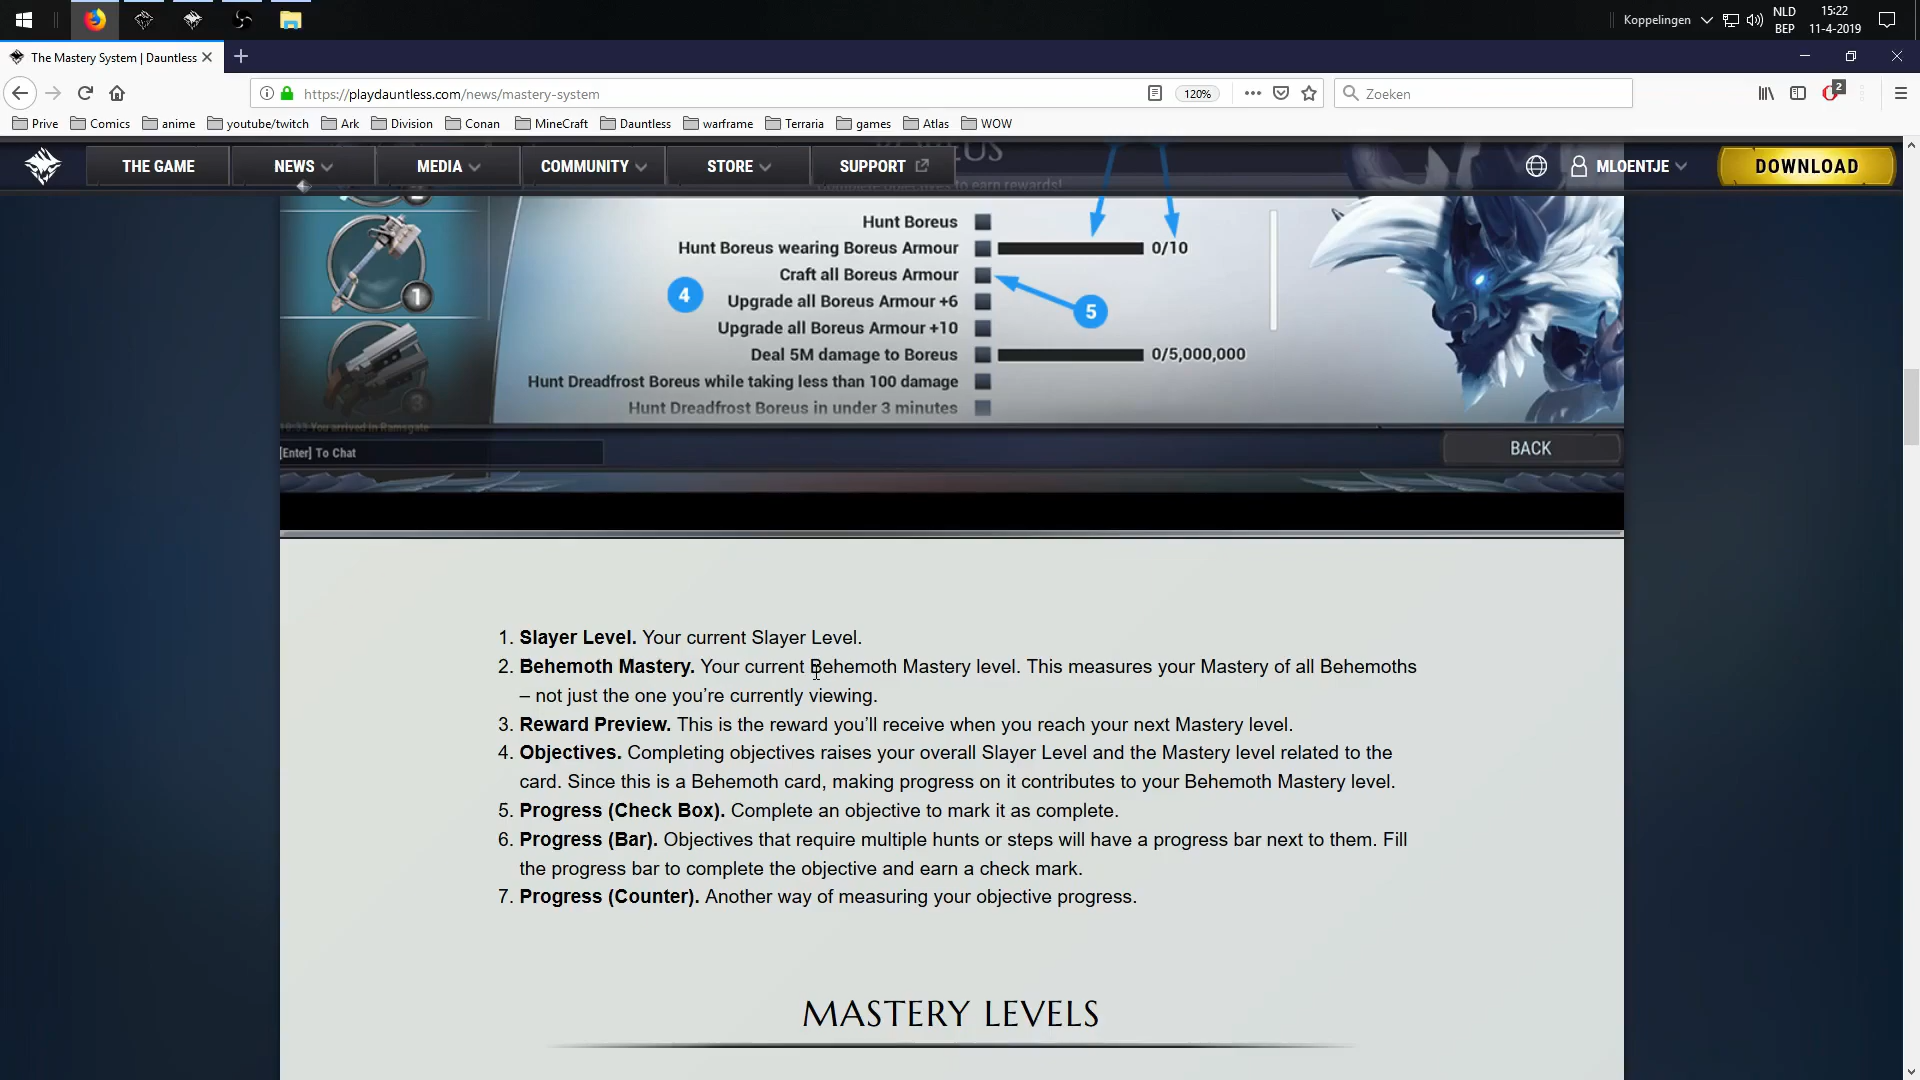 Koppelingen
NLD
BEP
15:22
11-4-2019
The Mastery System | Dauntless
https://playdauntless.com/news/mastery-system
120%
Zoeken
2
Prive
Comics
anime
youtube/twitch
Ark
Division
Conan
MineCraft
Dauntless
warframe
Terraria
games
Atlas
WOW
THE GAME
NEWS
MEDIA
COMMUNITY
STORE
SUPPORT
MLOENTJE
DOWNLOAD
Complete objectives to earn rewards!
Hunt Boreus
Hunt Boreus wearing Boreus Armour 0/10
Craft all Boreus Armour
4
Upgrade all Boreus Armour +6
5
1
Upgrade all Boreus Armour +10
Deal 5M damage to Boreus 0/5,000,000
Hunt Dreadfrost Boreus while taking less than 100 damage
3
Hunt Dreadfrost Boreus in under 3 minutes
You arrived in Ramsgate
[Enter] To Chat
BACK
1. Slayer Level. Your current Slayer Level.
2. Behemoth Mastery. Your current Behemoth Mastery level. This measures your Mastery of all Behemoths
– not just the one you’re currently viewing.
3. Reward Preview. This is the reward you’ll receive when you reach your next Mastery level.
4. Objectives. Completing objectives raises your overall Slayer Level and the Mastery level related to the
card. Since this is a Behemoth card, making progress on it contributes to your Behemoth Mastery level.
5. Progress (Check Box). Complete an objective to mark it as complete.
6. Progress (Bar). Objectives that require multiple hunts or steps will have a progress bar next to them. Fill
the progress bar to complete the objective and earn a check mark.
7. Progress (Counter). Another way of measuring your objective progress.
MASTERY LEVELS